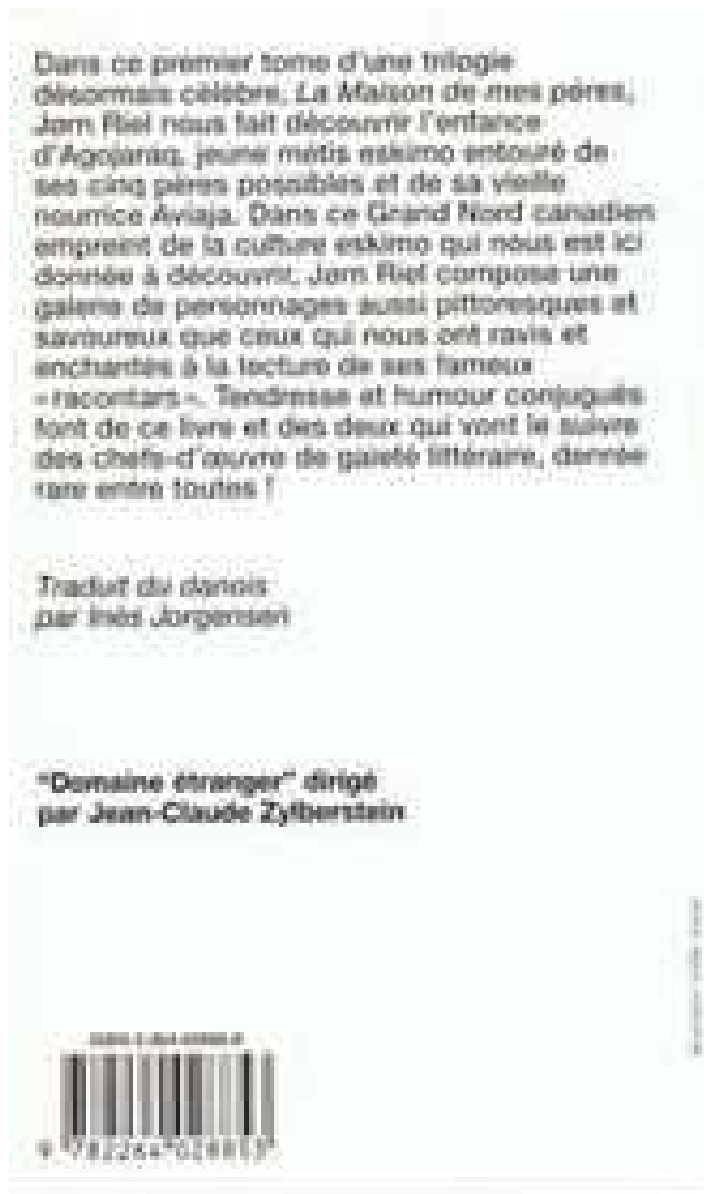 Dans ce premier tome d'une trilogie
désormais célèbre, La Maison de mes pères,
Jørn Riel nous fait découvrir l'enfance
d'Agojaraq, jeune métis eskimo entouré de
ses cinq pères possibles et de sa vieille
nourrice Aviaja. Dans ce Grand Nord canadien
empreint de la culture eskimo qui nous est ici
donnée à découvrir, Jørn Riel compose une
galerie de personnages aussi pittoresques et
savoureux que ceux qui nous ont ravis et
enchantés à la lecture de ses fameux
« racontars ». Tendresse et humour conjugués
font de ce livre et des deux qui vont le suivre
des chefs-d'œuvre de gaieté littéraire, denrée
rare entre toutes !
Traduit du danois
par Inès Jorgensen
"Domaine étranger" dirigé
par Jean-Claude Zylberstein